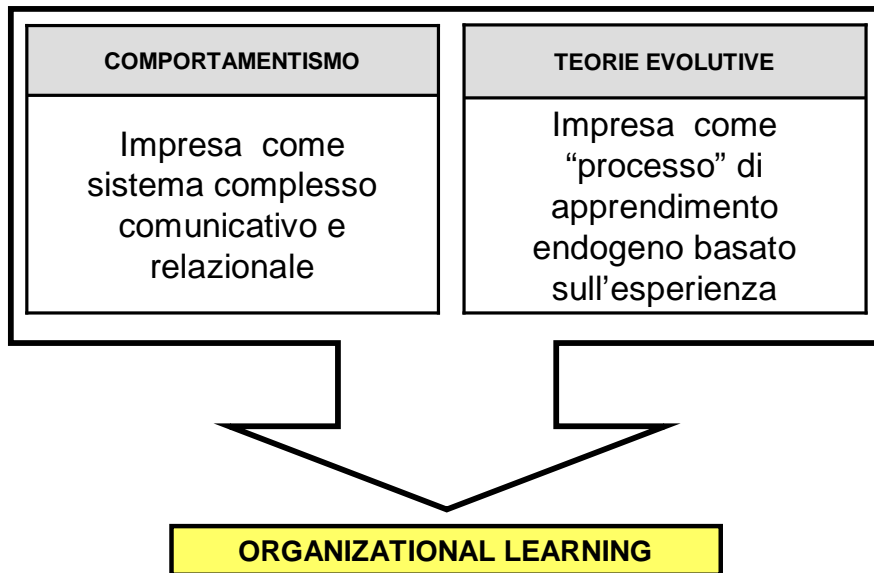 COMPORTAMENTISMO
Impresa come
sistema complesso
comunicativo e
relazionale
TEORIE EVOLUTIVE
Impresa come
“processo” di
apprendimento
endogeno basato
sull’esperienza
ORGANIZATIONAL LEARNING